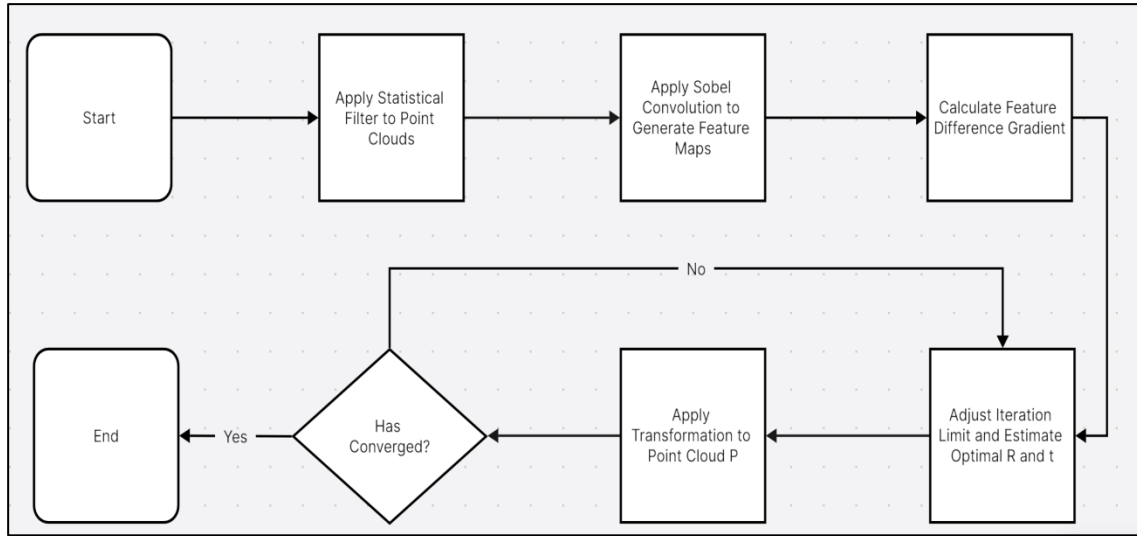 Start
Apply Statistical
Filter to Point
Clouds
Apply Sobel
Convolution to
Generate Feature
Maps
Calculate Feature
Difference Gradient
No
End
Yes
Has
Converged?
Apply
Transformation to
Point Cloud P
Adjust Iteration
Limit and Estimate
Optimal R and t